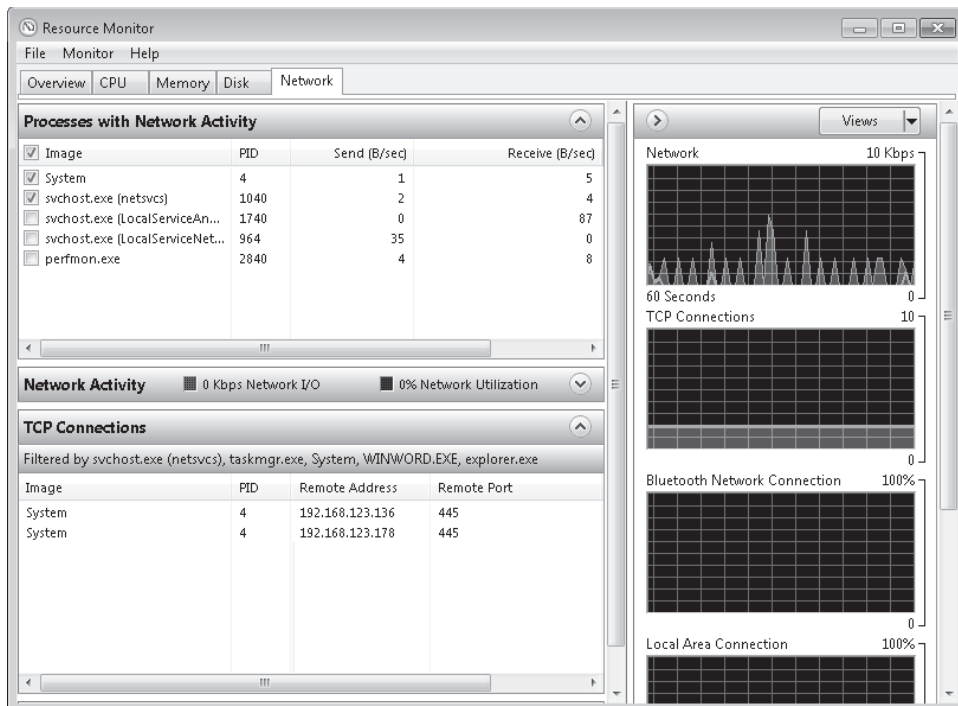 Resource Monitor
File Monitor Help
Overview CPU Memory Disk Network
Processes with Network Activity
Image PID Send (B/sec) Receive (B/sec)
System 4 1 5
svchost.exe (netsvcs) 1040 2 4
svchost.exe (LocalServiceAn... 1740 0 87
svchost.exe (LocalServiceNet... 964 35 0
perfmon.exe 2840 4 8
Network Activity 0 Kbps Network I/O 0% Network Utilization
TCP Connections
Filtered by svchost.exe (netsvcs), taskmgr.exe, System, WINWORD.EXE, explorer.exe
Image PID Remote Address Remote Port
System 4 192.168.123.136 445
System 4 192.168.123.178 445
Views
Network 10 Kbps
60 Seconds 0
TCP Connections 10
0
Bluetooth Network Connection 100%
0
Local Area Connection 100%